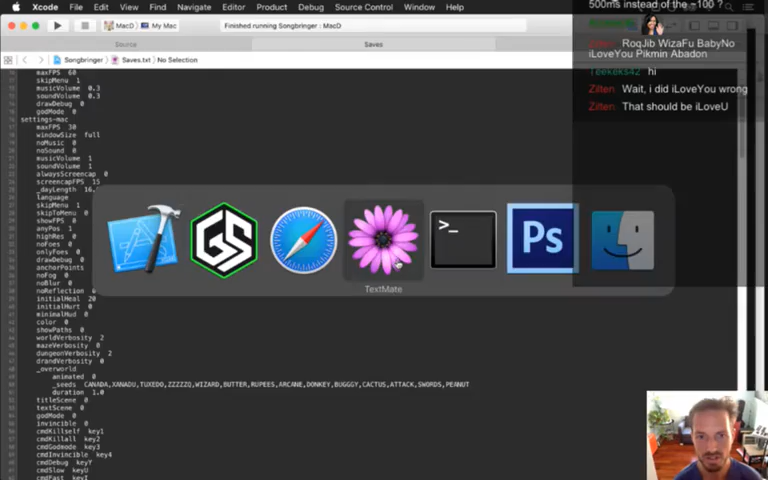 Xcode File Edit View Find Navigate Editor Product Debug Source Control Window Help
500ms instead of the ~100 ?
MacD My Mac
Finished running Songbringer : MacD
Zilten RoqJib WizaFu BabyNo
iLoveYou Pikmin Abadon
Teekeks42 hi
Zilten Wait, i did iLoveYou wrong
Zilten That should be iLoveU
Source
Saves
Songbringer Saves.txt No Selection
maxFPS 60
skipMenu 1
musicVolume 0.3
soundVolume 0.3
drawDebug 0
godMode 0
settings-mac
maxFPS 30
windowSize full
noMusic 0
noSound 0
musicVolume 1
soundVolume 1
alwaysScreencap 0
screencapFPS 15
_dayLength 16.
language
skipMenu 1
skipToMenu 0
showFPS 0
anyPos 1
highRes 0
noFoes 0
onlyFoes 0
drawDebug 0
anchorPoints
noFog 0
noBlur 0
noReflection 0
initialHeal 20
initialHurt 0
minimalHud 0
color 0
showPaths 0
worldVerbosity 2
mazeVerbosity 0
dungeonVerbosity 2
drandVerbosity 0
_overworld
animated 0
_seeds CANADA,XANADU,TUXEDO,ZZZZZQ,WIZARD,BUTTER,RUPEES,ARCANE,DONKEY,BUGGGY,CACTUS,ATTACK,SWORDS,PEANUT
duration 1.0
titleScene 0
textScene 0
godMode 0
invincible 0
cmdKillself key1
cmdKillall key2
cmdGodmode key3
cmdInvincible key4
cmdDebug keyY
cmdSlow keyU
cmdFast keyI
GS
>_
Ps
TextMate